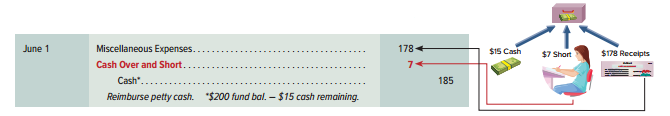 June 1 Miscellaneous Expenses. . . . . . . . . . . . . . . . . . . . . . . . . . . . . . . . . . . . . 178
Cash Over and Short. . . . . . . . . . . . . . . . . . . . . . . . . . . . . . . . . . . . . . . 7
Cash*. . . . . . . . . . . . . . . . . . . . . . . . . . . . . . . . . . . . . . . . . . . . . . 185
Reimburse petty cash. *$200 fund bal. – $15 cash remaining.
$15 Cash $7 Short $178 Receipts